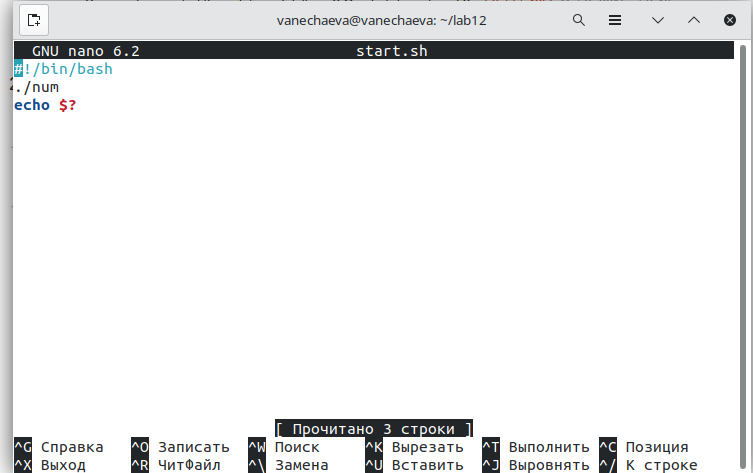 vanechaeva@vanechaeva: ~/lab12
GNU nano 6.2 start.sh
#!/bin/bash
./num
echo $?
[ Прочитано 3 строки ]
^G Справка ^O Записать ^W Поиск ^K Вырезать ^T Выполнить ^C Позиция
^X Выход ^R ЧитФайл ^\ Замена ^U Вставить ^J Выровнять ^/ К строке